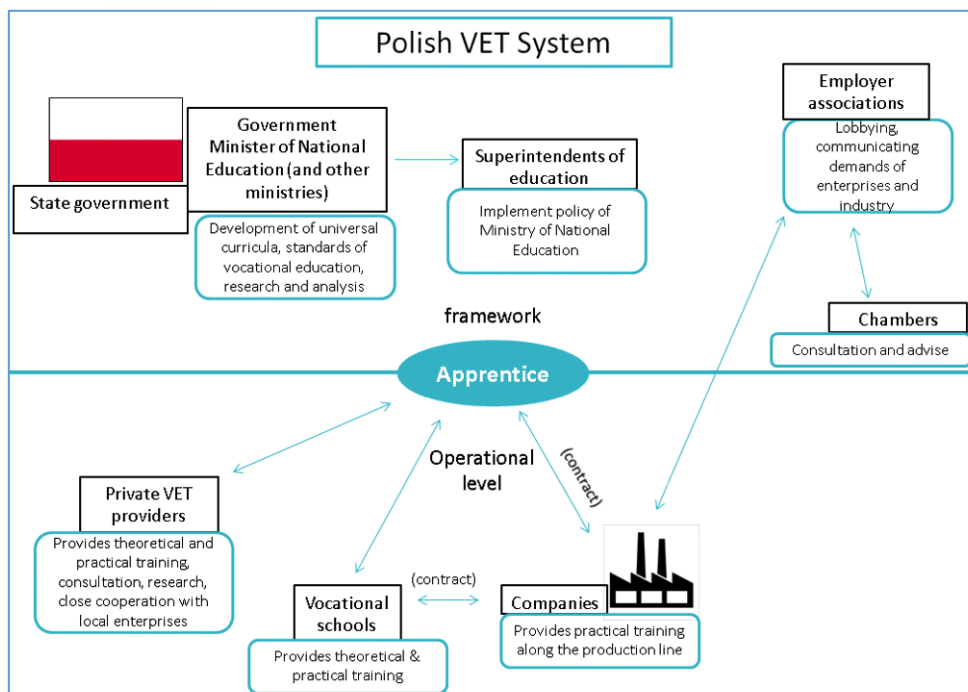 Polish VET System
State government
Government
Minister of National
Education (and other
ministries)
Development of universal
curricula, standards of
vocational education,
research and analysis
Superintendents of
education
Implement policy of
Ministry of National
Education
Employer
associations
Lobbying,
communicating
demands of
enterprises and
industry
Chambers
Consultation and advise
framework
Apprentice
Operational
level
(contract)
Private VET
providers
Provides theoretical and
practical training,
consultation, research,
close cooperation with
local enterprises
Vocational
schools
Provides theoretical &
practical training
(contract)
Companies
Provides practical training
along the production line